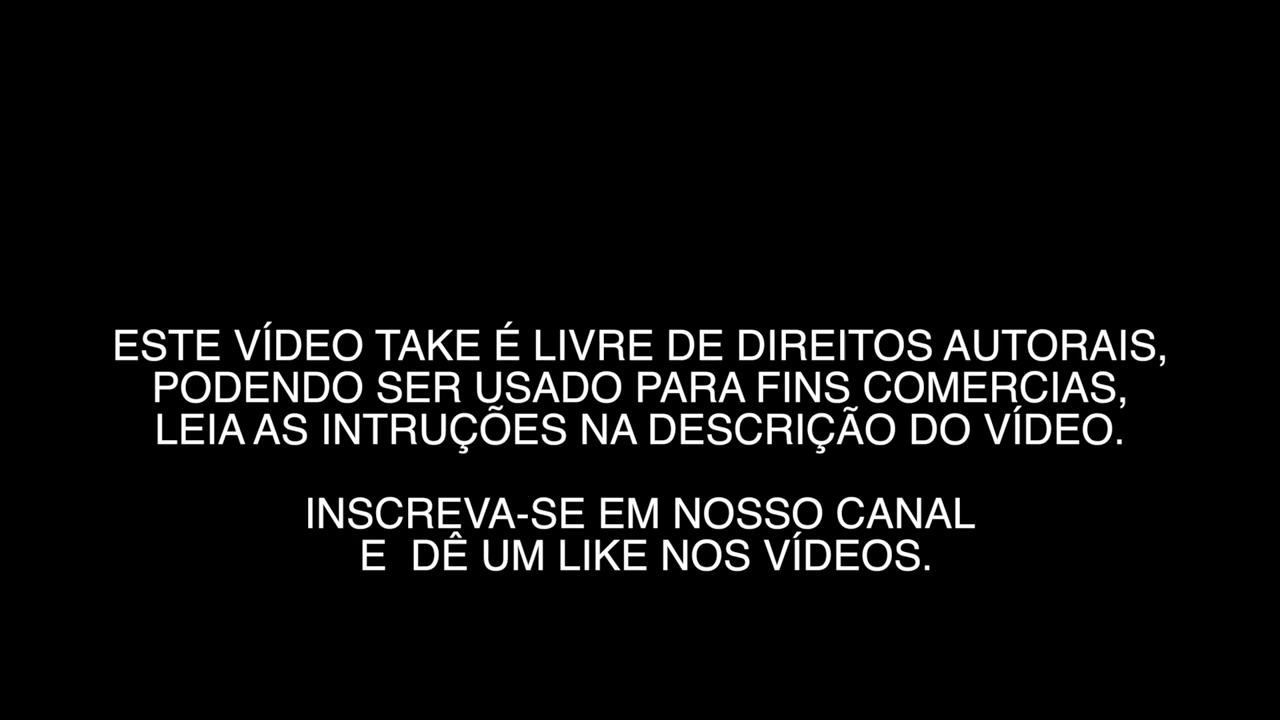 ESTE VÍDEO TAKE É LIVRE DE DIREITOS AUTORAIS,
PODENDO SER USADO PARA FINS COMERCIAS,
LEIA AS INTRUÇÕES NA DESCRIÇÃO DO VÍDEO.
INSCREVA-SE EM NOSSO CANAL
E  DÊ UM LIKE NOS VÍDEOS.